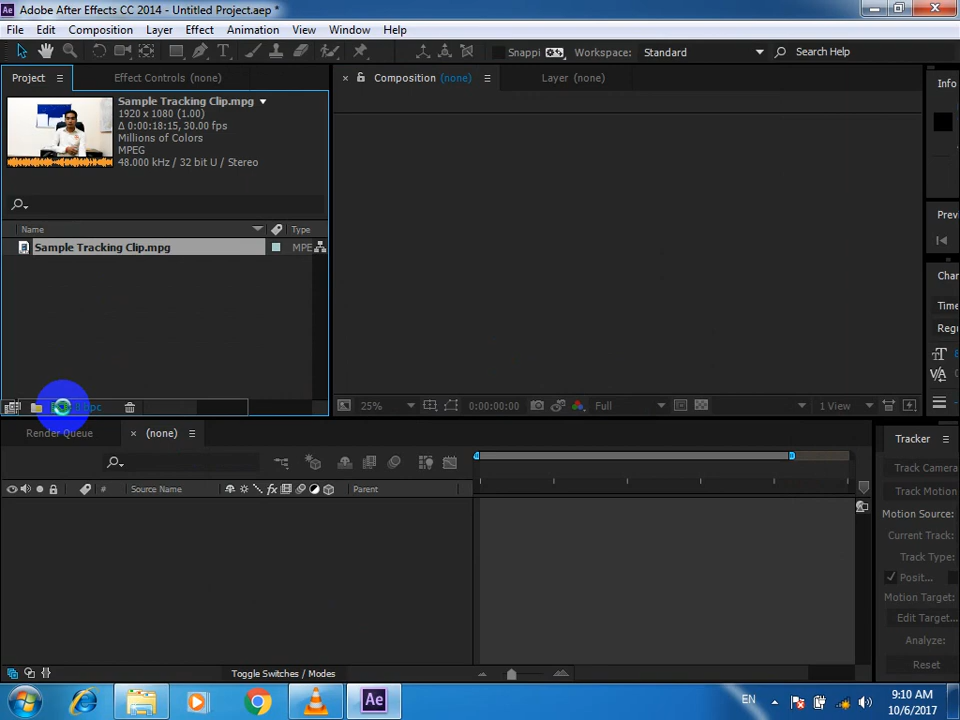 Adobe After Effects CC 2014 - Untitled Project.aep *
File Edit Composition Layer Effect Animation View Window Help
Snappi Workspace: Standard Search Help
Project Effect Controls (none) Composition (none) Layer (none) Info
Sample Tracking Clip.mpg
1920 x 1080 (1.00)
Δ 0:00:18:15, 30.00 fps
Millions of Colors
MPEG
48.000 kHz / 32 bit U / Stereo
Prev
Char
Name Type
Sample Tracking Clip.mpg MPE
Time
Regu
25% 0:00:00:00 Full 1 View
Render Queue (none) Tracker
Track Camera
# Source Name Parent
Track Motion
Motion Source:
Current Track:
Track Type:
Posit...
Motion Target:
Edit Target...
Analyze:
Reset
Toggle Switches / Modes
EN 9:10 AM
10/6/2017